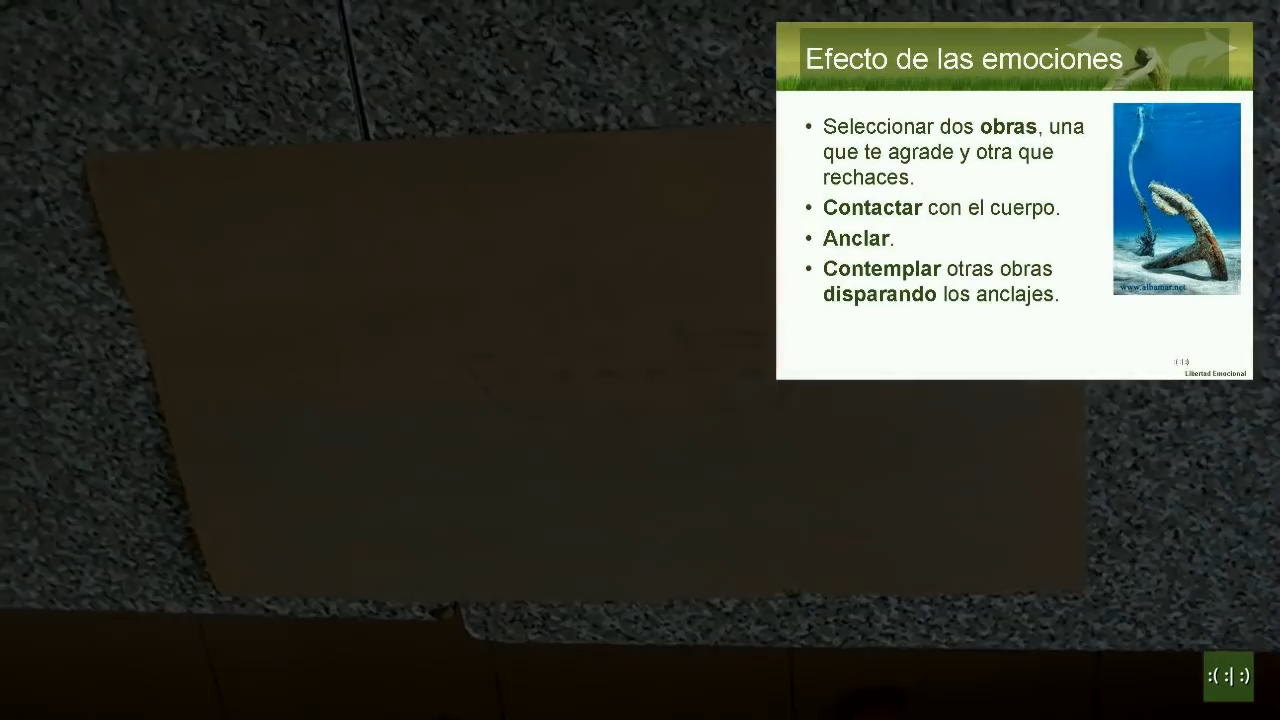 Efecto de las emociones
• Seleccionar dos obras, una
que te agrade y otra que
rechaces.
• Contactar con el cuerpo.
• Anclar.
• Contemplar otras obras
disparando los anclajes.
www.albamar.net
:(:|:)
Libertad Emocional
:( :| :)